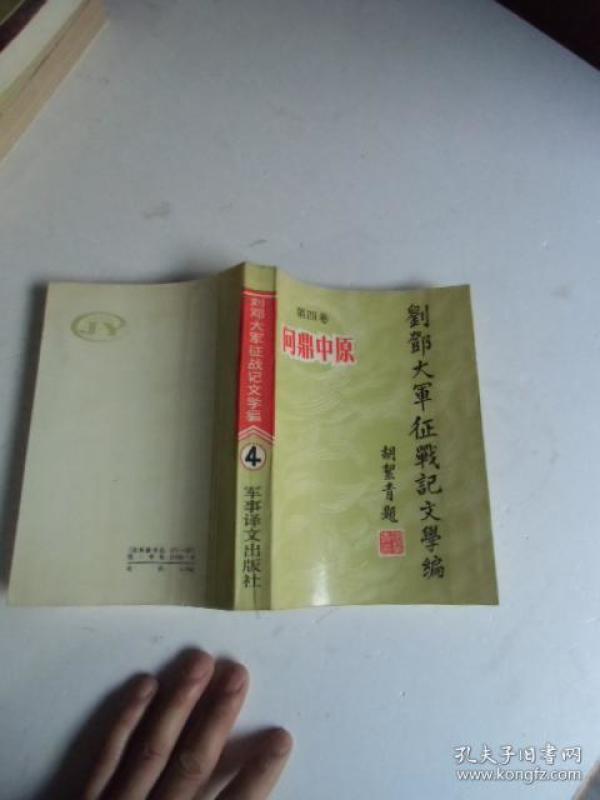 劉鄧大軍征戰記文學編
第四卷
问鼎中原
胡絜青題
刘邓大军征战记文学编
4
军事译文出版社
JY
孔夫子旧书网
www.kongfz.com